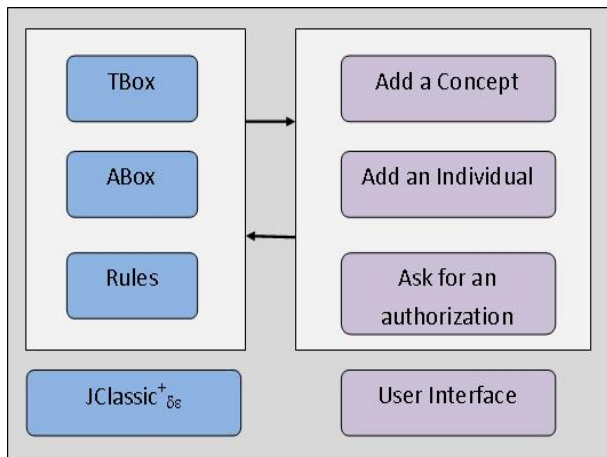 TBox
ABox
Rules
JClassic⁺δε
Add a Concept
Add an Individual
Ask for an
authorization
User Interface